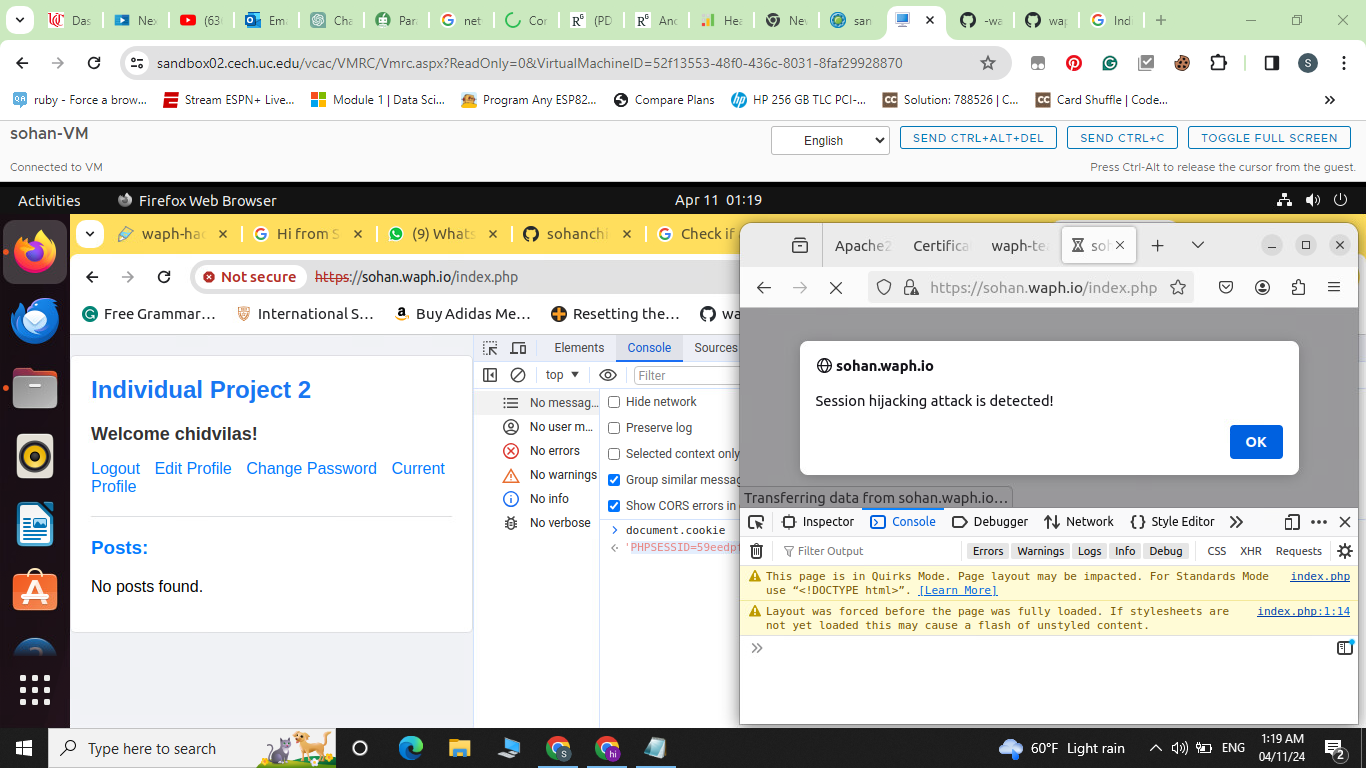 Das
Nex
(63
Ema
Cha
Para
net
Cor
(PD
Anc
Hea
Nev
san
-wa
wap
Ind
sandbox02.cech.uc.edu/vcac/VMRC/Vmrc.aspx?ReadOnly=0&VirtualMachineID=52f13553-48f0-436c-8031-8faf29928870
S
ruby - Force a brow...
Stream ESPN+ Live...
Module 1 | Data Sci...
Program Any ESP82...
Compare Plans
HP 256 GB TLC PCI-...
Solution: 788526 | C...
Card Shuffle | Code...
sohan-VM
English
SEND CTRL+ALT+DEL
SEND CTRL+C
TOGGLE FULL SCREEN
Connected to VM
Press Ctrl-Alt to release the cursor from the guest.
Activities
Firefox Web Browser
Apr 11 01:19
waph-hac
Hi from S
(9) Whats
sohanchi
Check if
Not secure
https://sohan.waph.io/index.php
Free Grammar...
International S...
Buy Adidas Me...
Resetting the...
wa
Individual Project 2
Welcome chidvilas!
Logout Edit Profile Change Password Current
Profile
Posts:
No posts found.
Elements
Console
Sources
top
Filter
No messag...
No user m...
No errors
No warnings
No info
No verbose
Hide network
Preserve log
Selected context only
Group similar messag
Show CORS errors in
document.cookie
'PHPSESSID=59eedp
Apache2
Certifica
waph-te
soh
https://sohan.waph.io/index.php
sohan.waph.io
Session hijacking attack is detected!
OK
Transferring data from sohan.waph.io...
Inspector
Console
Debugger
Network
Style Editor
Filter Output
Errors
Warnings
Logs
Info
Debug
CSS
XHR
Requests
This page is in Quirks Mode. Page layout may be impacted. For Standards Mode
use “<!DOCTYPE html>”. [Learn More]
index.php
Layout was forced before the page was fully loaded. If stylesheets are
not yet loaded this may cause a flash of unstyled content.
index.php:1:14
Type here to search
S
hi
60°F Light rain
ENG
1:19 AM
04/11/24
2